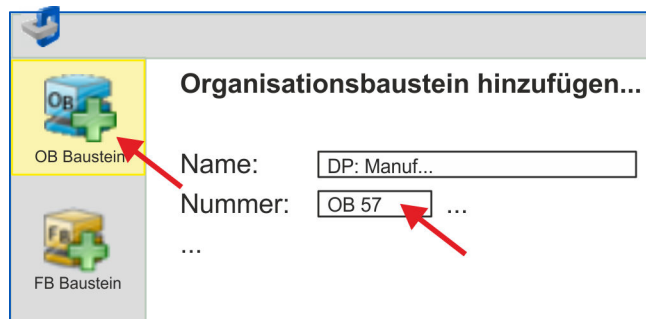 Organisationsbaustein hinzufügen...
OB
OB Baustein
Name: DP: Manuf...
Nummer: OB 57 ...
...
FB
FB Baustein